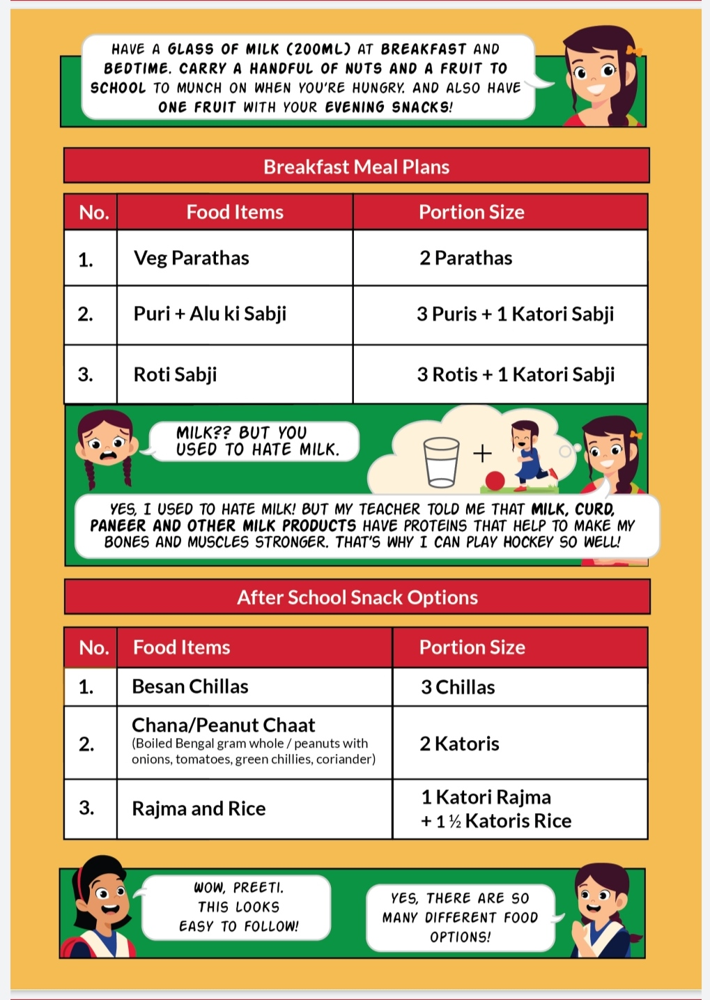 HAVE A GLASS OF MILK (200ML) AT BREAKFAST AND
BEDTIME. CARRY A HANDFUL OF NUTS AND A FRUIT TO
SCHOOL TO MUNCH ON WHEN YOU'RE HUNGRY. AND ALSO HAVE
ONE FRUIT WITH YOUR EVENING SNACKS!
Breakfast Meal Plans
No. Food Items Portion Size
1. Veg Parathas 2 Parathas
2. Puri + Alu ki Sabji 3 Puris + 1 Katori Sabji
3. Roti Sabji 3 Rotis + 1 Katori Sabji
MILK?? BUT YOU
USED TO HATE MILK.
+
YES, I USED TO HATE MILK! BUT MY TEACHER TOLD ME THAT MILK, CURD,
PANEER AND OTHER MILK PRODUCTS HAVE PROTEINS THAT HELP TO MAKE MY
BONES AND MUSCLES STRONGER. THAT'S WHY I CAN PLAY HOCKEY SO WELL!
After School Snack Options
No. Food Items Portion Size
1. Besan Chillas 3 Chillas
2. Chana/Peanut Chaat 2 Katoris
(Boiled Bengal gram whole / peanuts with
onions, tomatoes, green chillies, coriander)
3. Rajma and Rice 1 Katori Rajma
+ 1 ½ Katoris Rice
WOW, PREETI.
THIS LOOKS
EASY TO FOLLOW!
YES, THERE ARE SO
MANY DIFFERENT FOOD
OPTIONS!